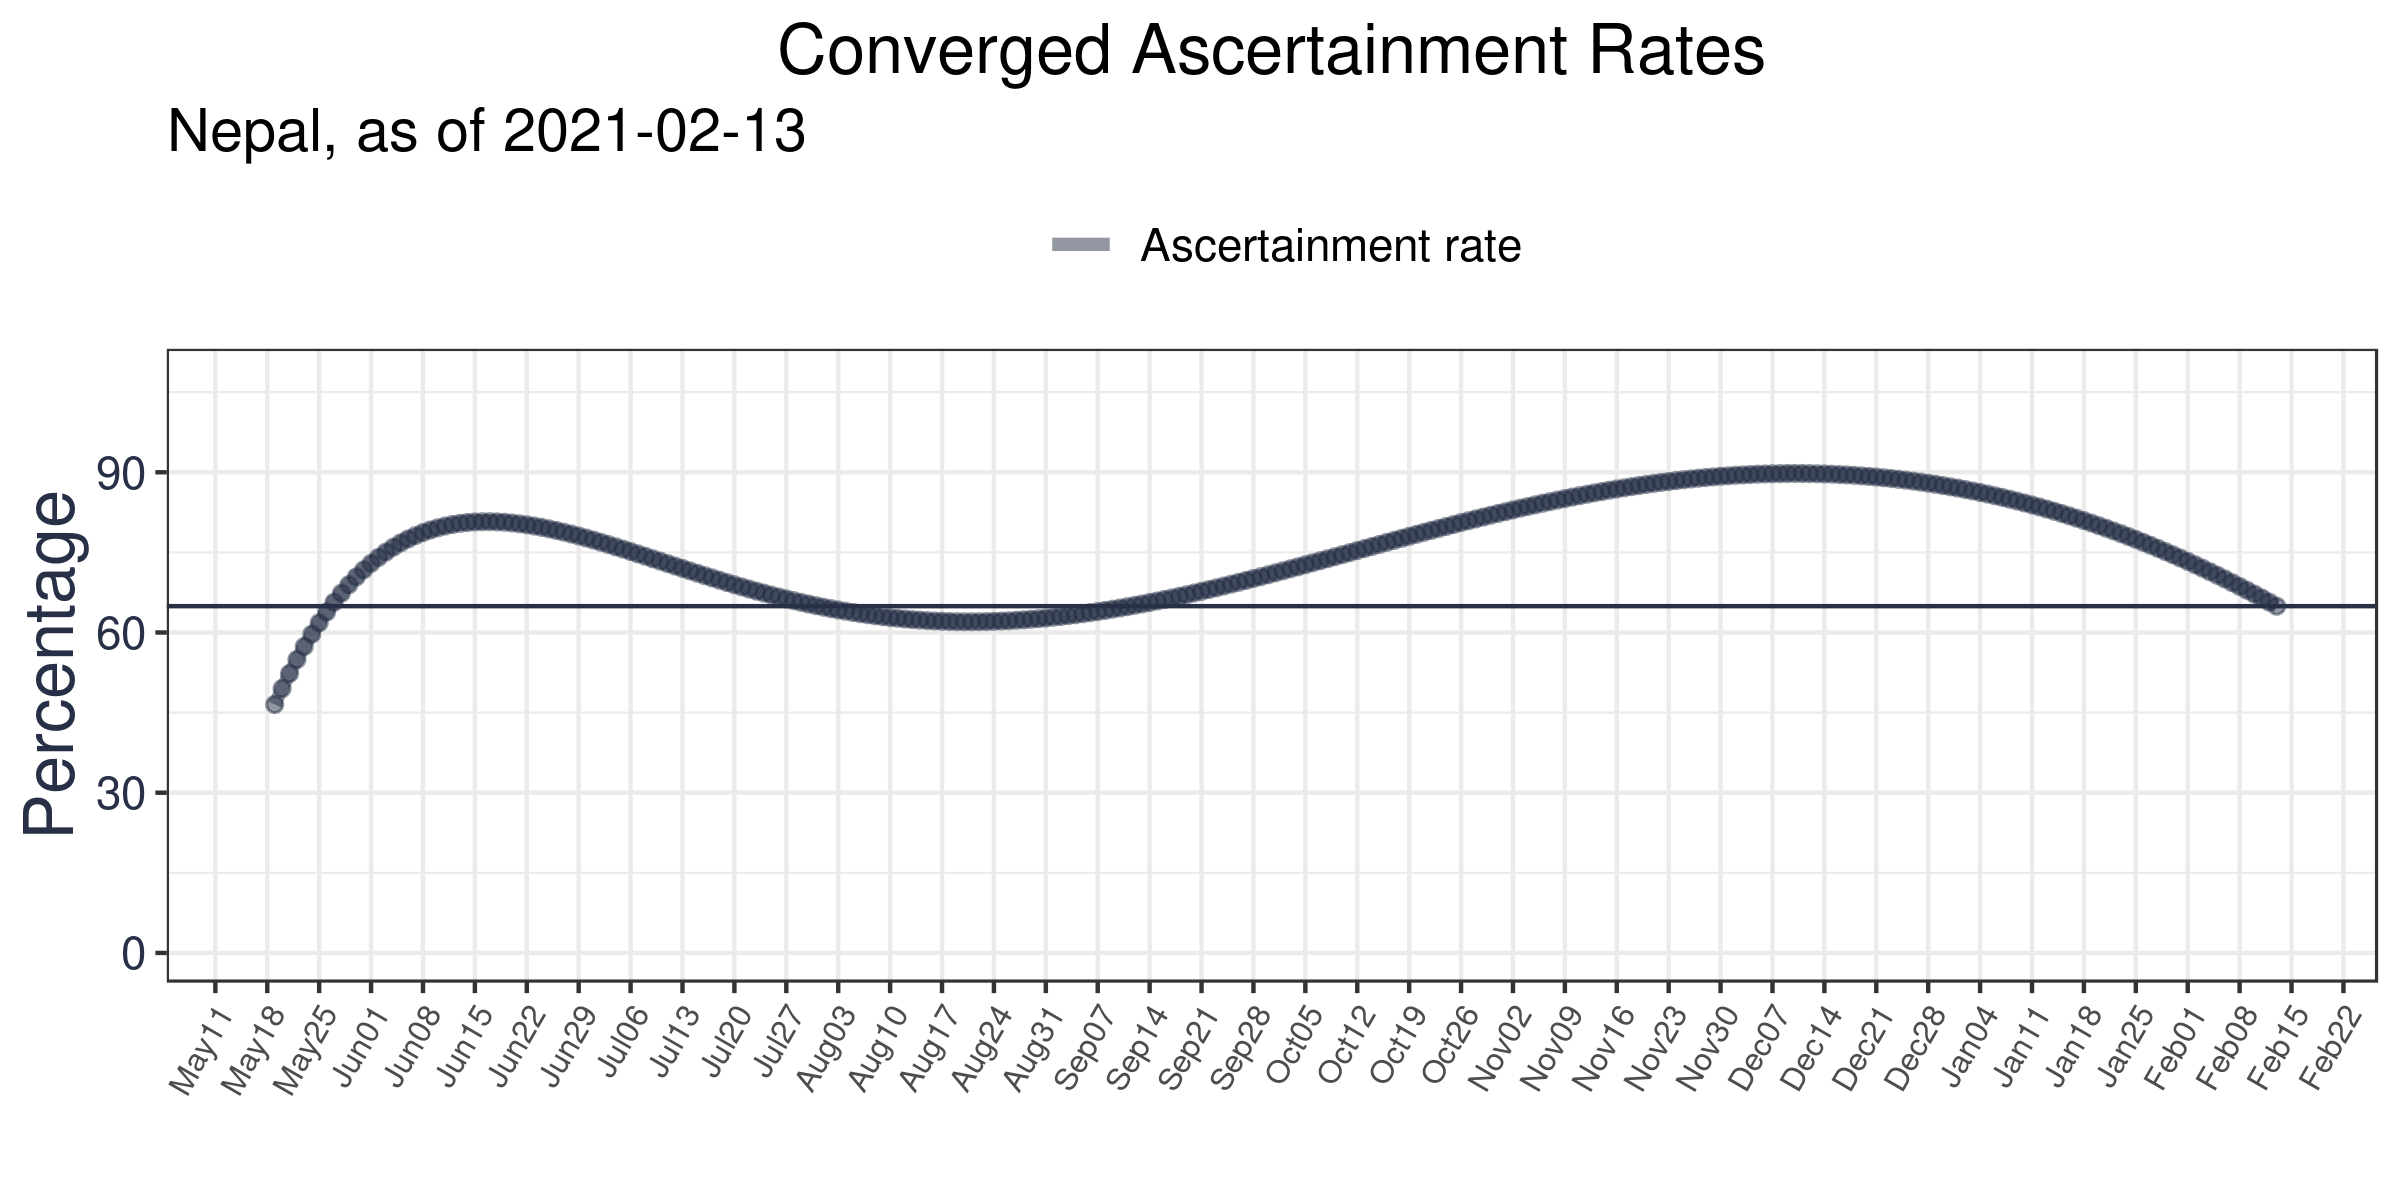 Converged Ascertainment Rates
Nepal, as of 2021-02-13
Ascertainment rate
Percentage
90
60
30
0
May11
May18
May25
Jun01
Jun08
Jun15
Jun22
Jun29
Jul06
Jul13
Jul20
Jul27
Aug03
Aug10
Aug17
Aug24
Aug31
Sep07
Sep14
Sep21
Sep28
Oct05
Oct12
Oct19
Oct26
Nov02
Nov09
Nov16
Nov23
Nov30
Dec07
Dec14
Dec21
Dec28
Jan04
Jan11
Jan18
Jan25
Feb01
Feb08
Feb15
Feb22